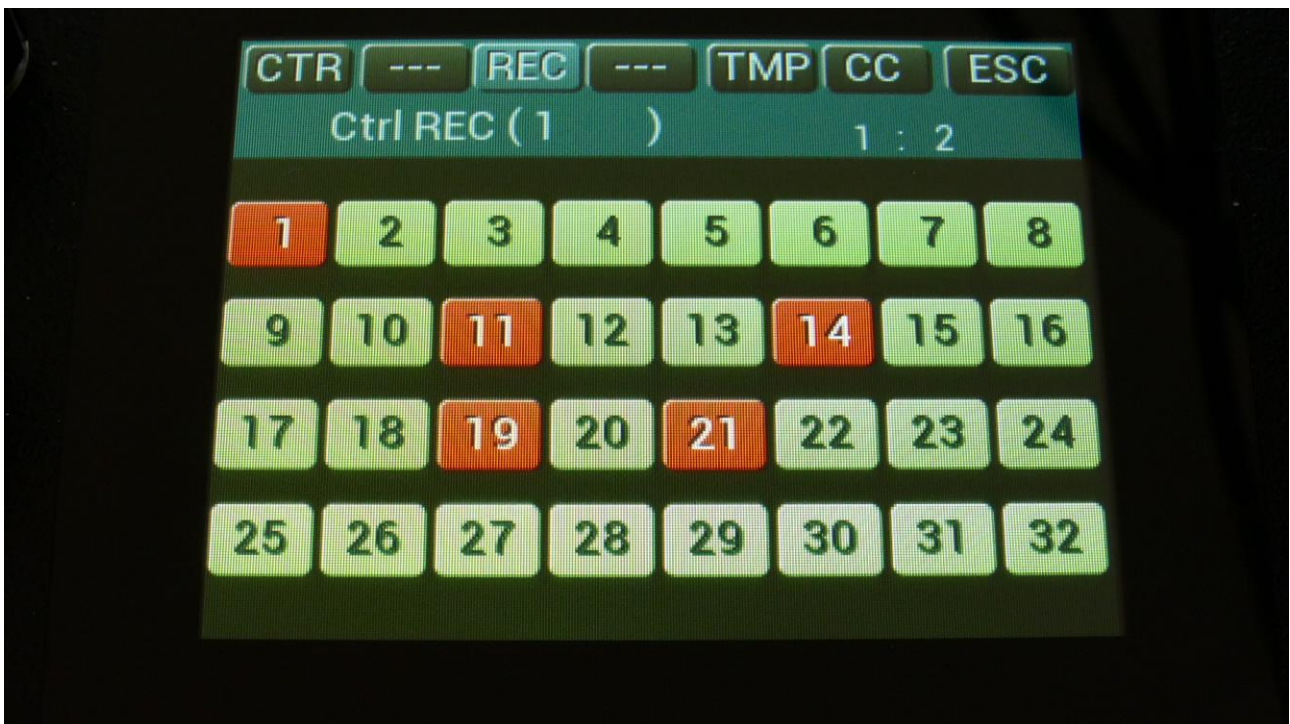 CTR --- REC --- TMP CC ESC
Ctrl REC ( 1 ) 1 : 2
1 2 3 4 5 6 7 8
9 10 11 12 13 14 15 16
17 18 19 20 21 22 23 24
25 26 27 28 29 30 31 32